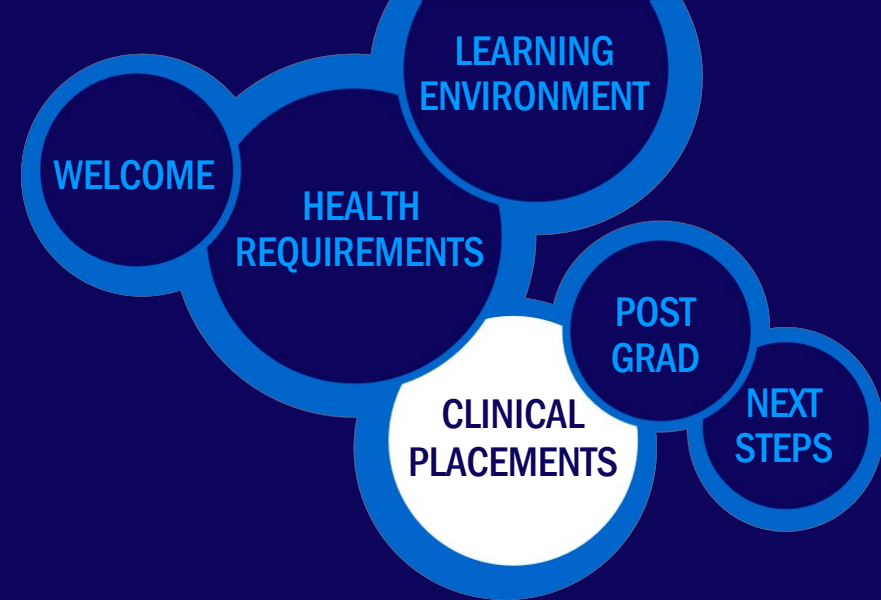 LEARNING
ENVIRONMENT
WELCOME
HEALTH
REQUIREMENTS
POST
GRAD
CLINICAL
PLACEMENTS
NEXT
STEPS